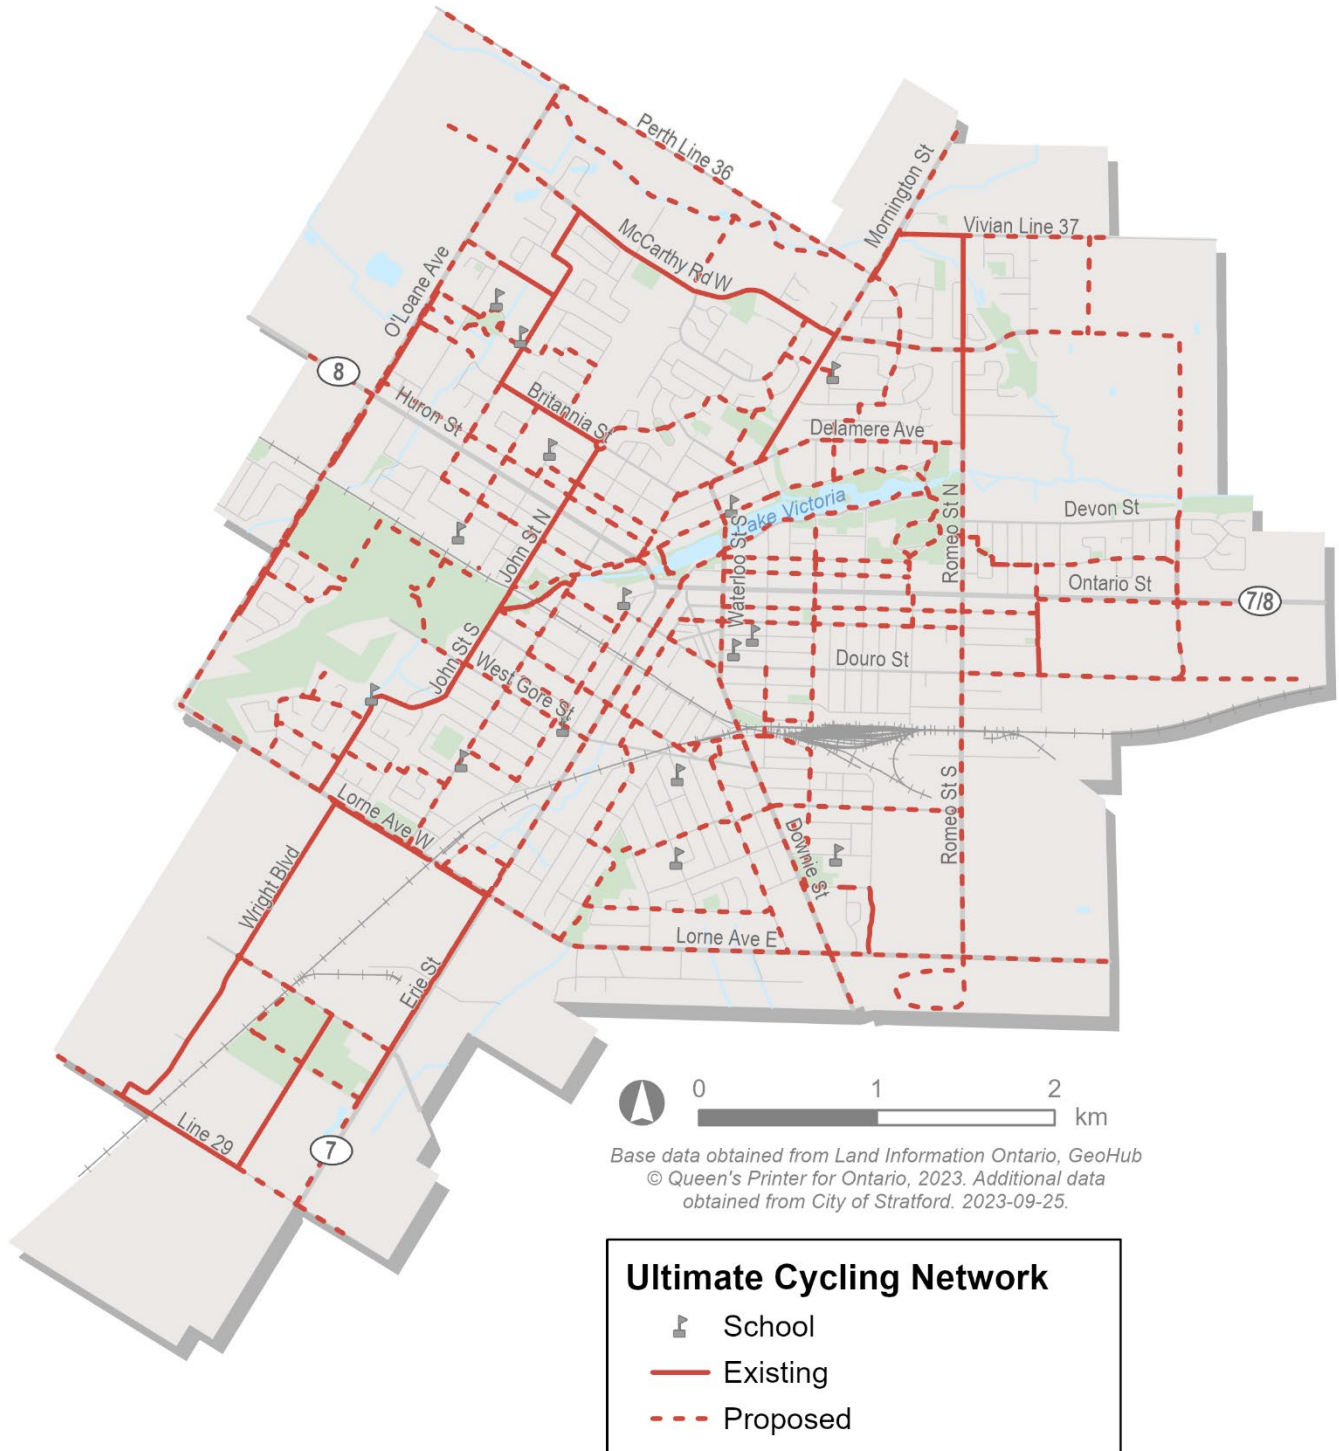 Perth Line 36
Mornington St
Vivian Line 37
McCarthy Rd W
O'Loane Ave
8
Huron St
Britannia St
Delamere Ave
Lake Victoria
Devon St
John St N
Waterloo St S
Romeo St N
Ontario St
7/8
John St S
West Gore St
Douro St
Lorne Ave W
Romeo St S
Downie St
Wright Blvd
Lorne Ave E
Erie St
Line 29
7
0 1 2
km
Base data obtained from Land Information Ontario, GeoHub
© Queen's Printer for Ontario, 2023. Additional data
obtained from City of Stratford. 2023-09-25.
Ultimate Cycling Network
School
Existing
Proposed